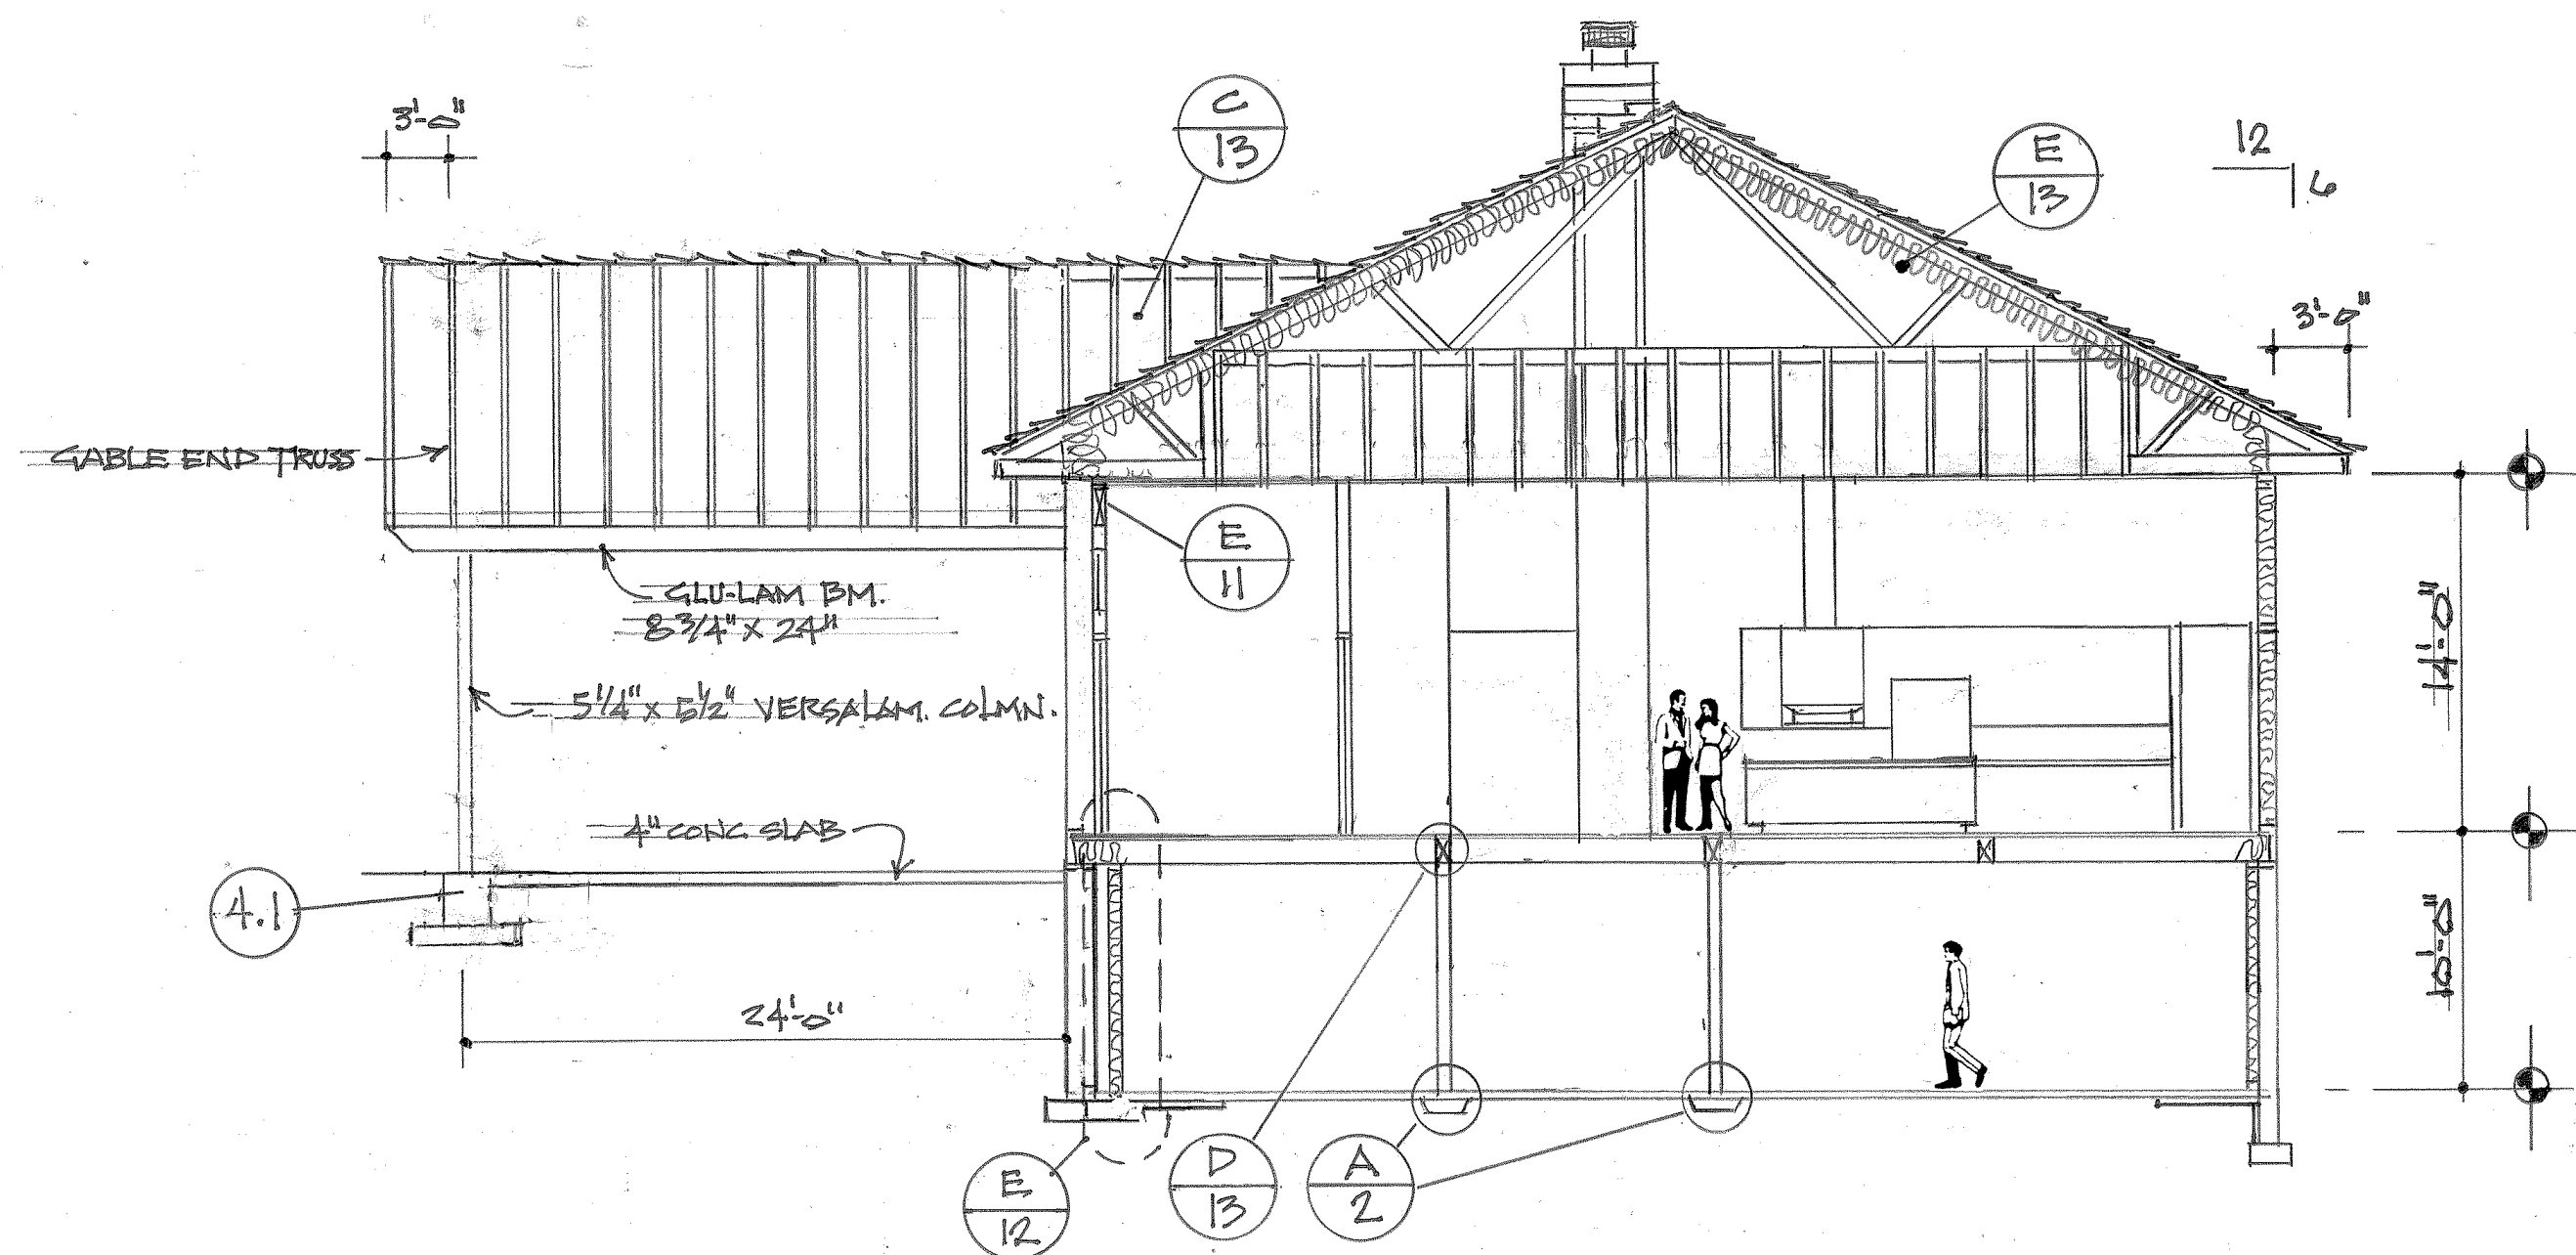 3'-0"
C
13
E
13
12
6
3'-0"
GABLE END TRUSS
E
11
GLU-LAM BM.
8 3/4" X 24"
14'-0"
5 1/4" X 5 1/2" VERSALAM. COLMN.
4" CONC SLAB
4.1
10'-0"
24'-0"
E
12
D
13
A
2